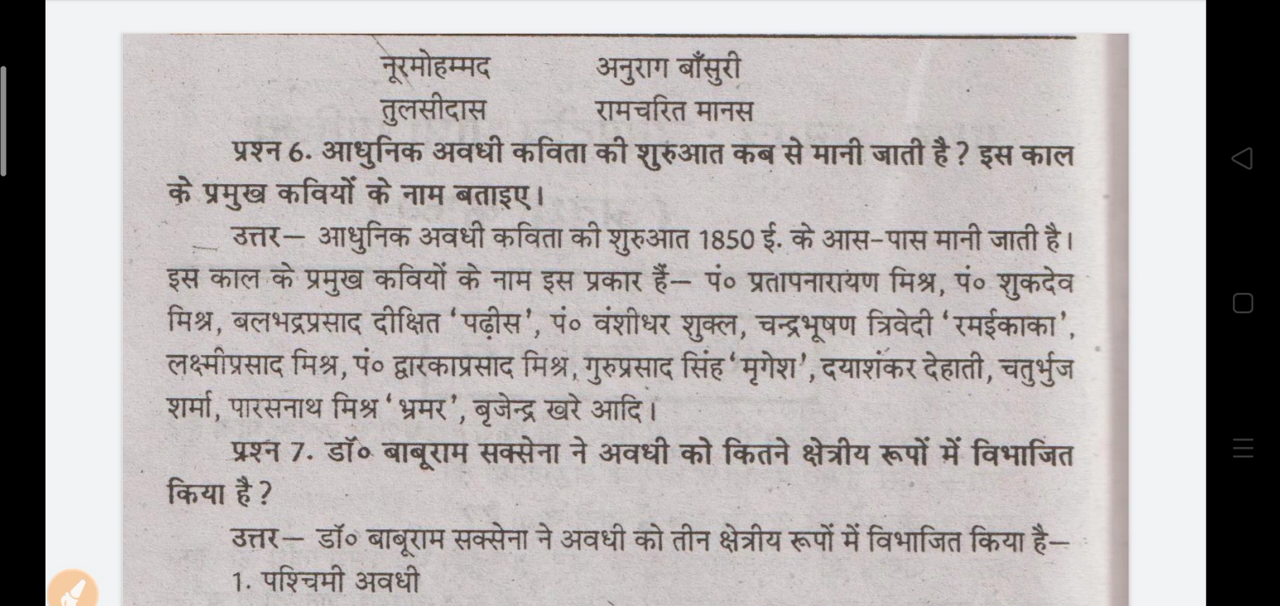 नूरमोहम्मद अनुराग बाँसुरी
तुलसीदास रामचरित मानस
प्रश्न 6. आधुनिक अवधी कविता की शुरुआत कब से मानी जाती है? इस काल
के प्रमुख कवियों के नाम बताइए।
उत्तर— आधुनिक अवधी कविता की शुरुआत 1850 ई. के आस-पास मानी जाती है।
इस काल के प्रमुख कवियों के नाम इस प्रकार हैं— पं० प्रतापनारायण मिश्र, पं० शुकदेव
मिश्र, बलभद्रप्रसाद दीक्षित ‘पढ़ीस’, पं० वंशीधर शुक्ल, चन्द्रभूषण त्रिवेदी ‘रमईकाका’,
लक्ष्मीप्रसाद मिश्र, पं० द्वारकाप्रसाद मिश्र, गुरुप्रसाद सिंह ‘मृगेश’, दयाशंकर देहाती, चतुर्भुज
शर्मा, पारसनाथ मिश्र ‘भ्रमर’, बृजेन्द्र खरे आदि।
प्रश्न 7. डॉ० बाबूराम सक्सेना ने अवधी को कितने क्षेत्रीय रूपों में विभाजित
किया है?
उत्तर— डॉ० बाबूराम सक्सेना ने अवधी को तीन क्षेत्रीय रूपों में विभाजित किया है—
1. पश्चिमी अवधी